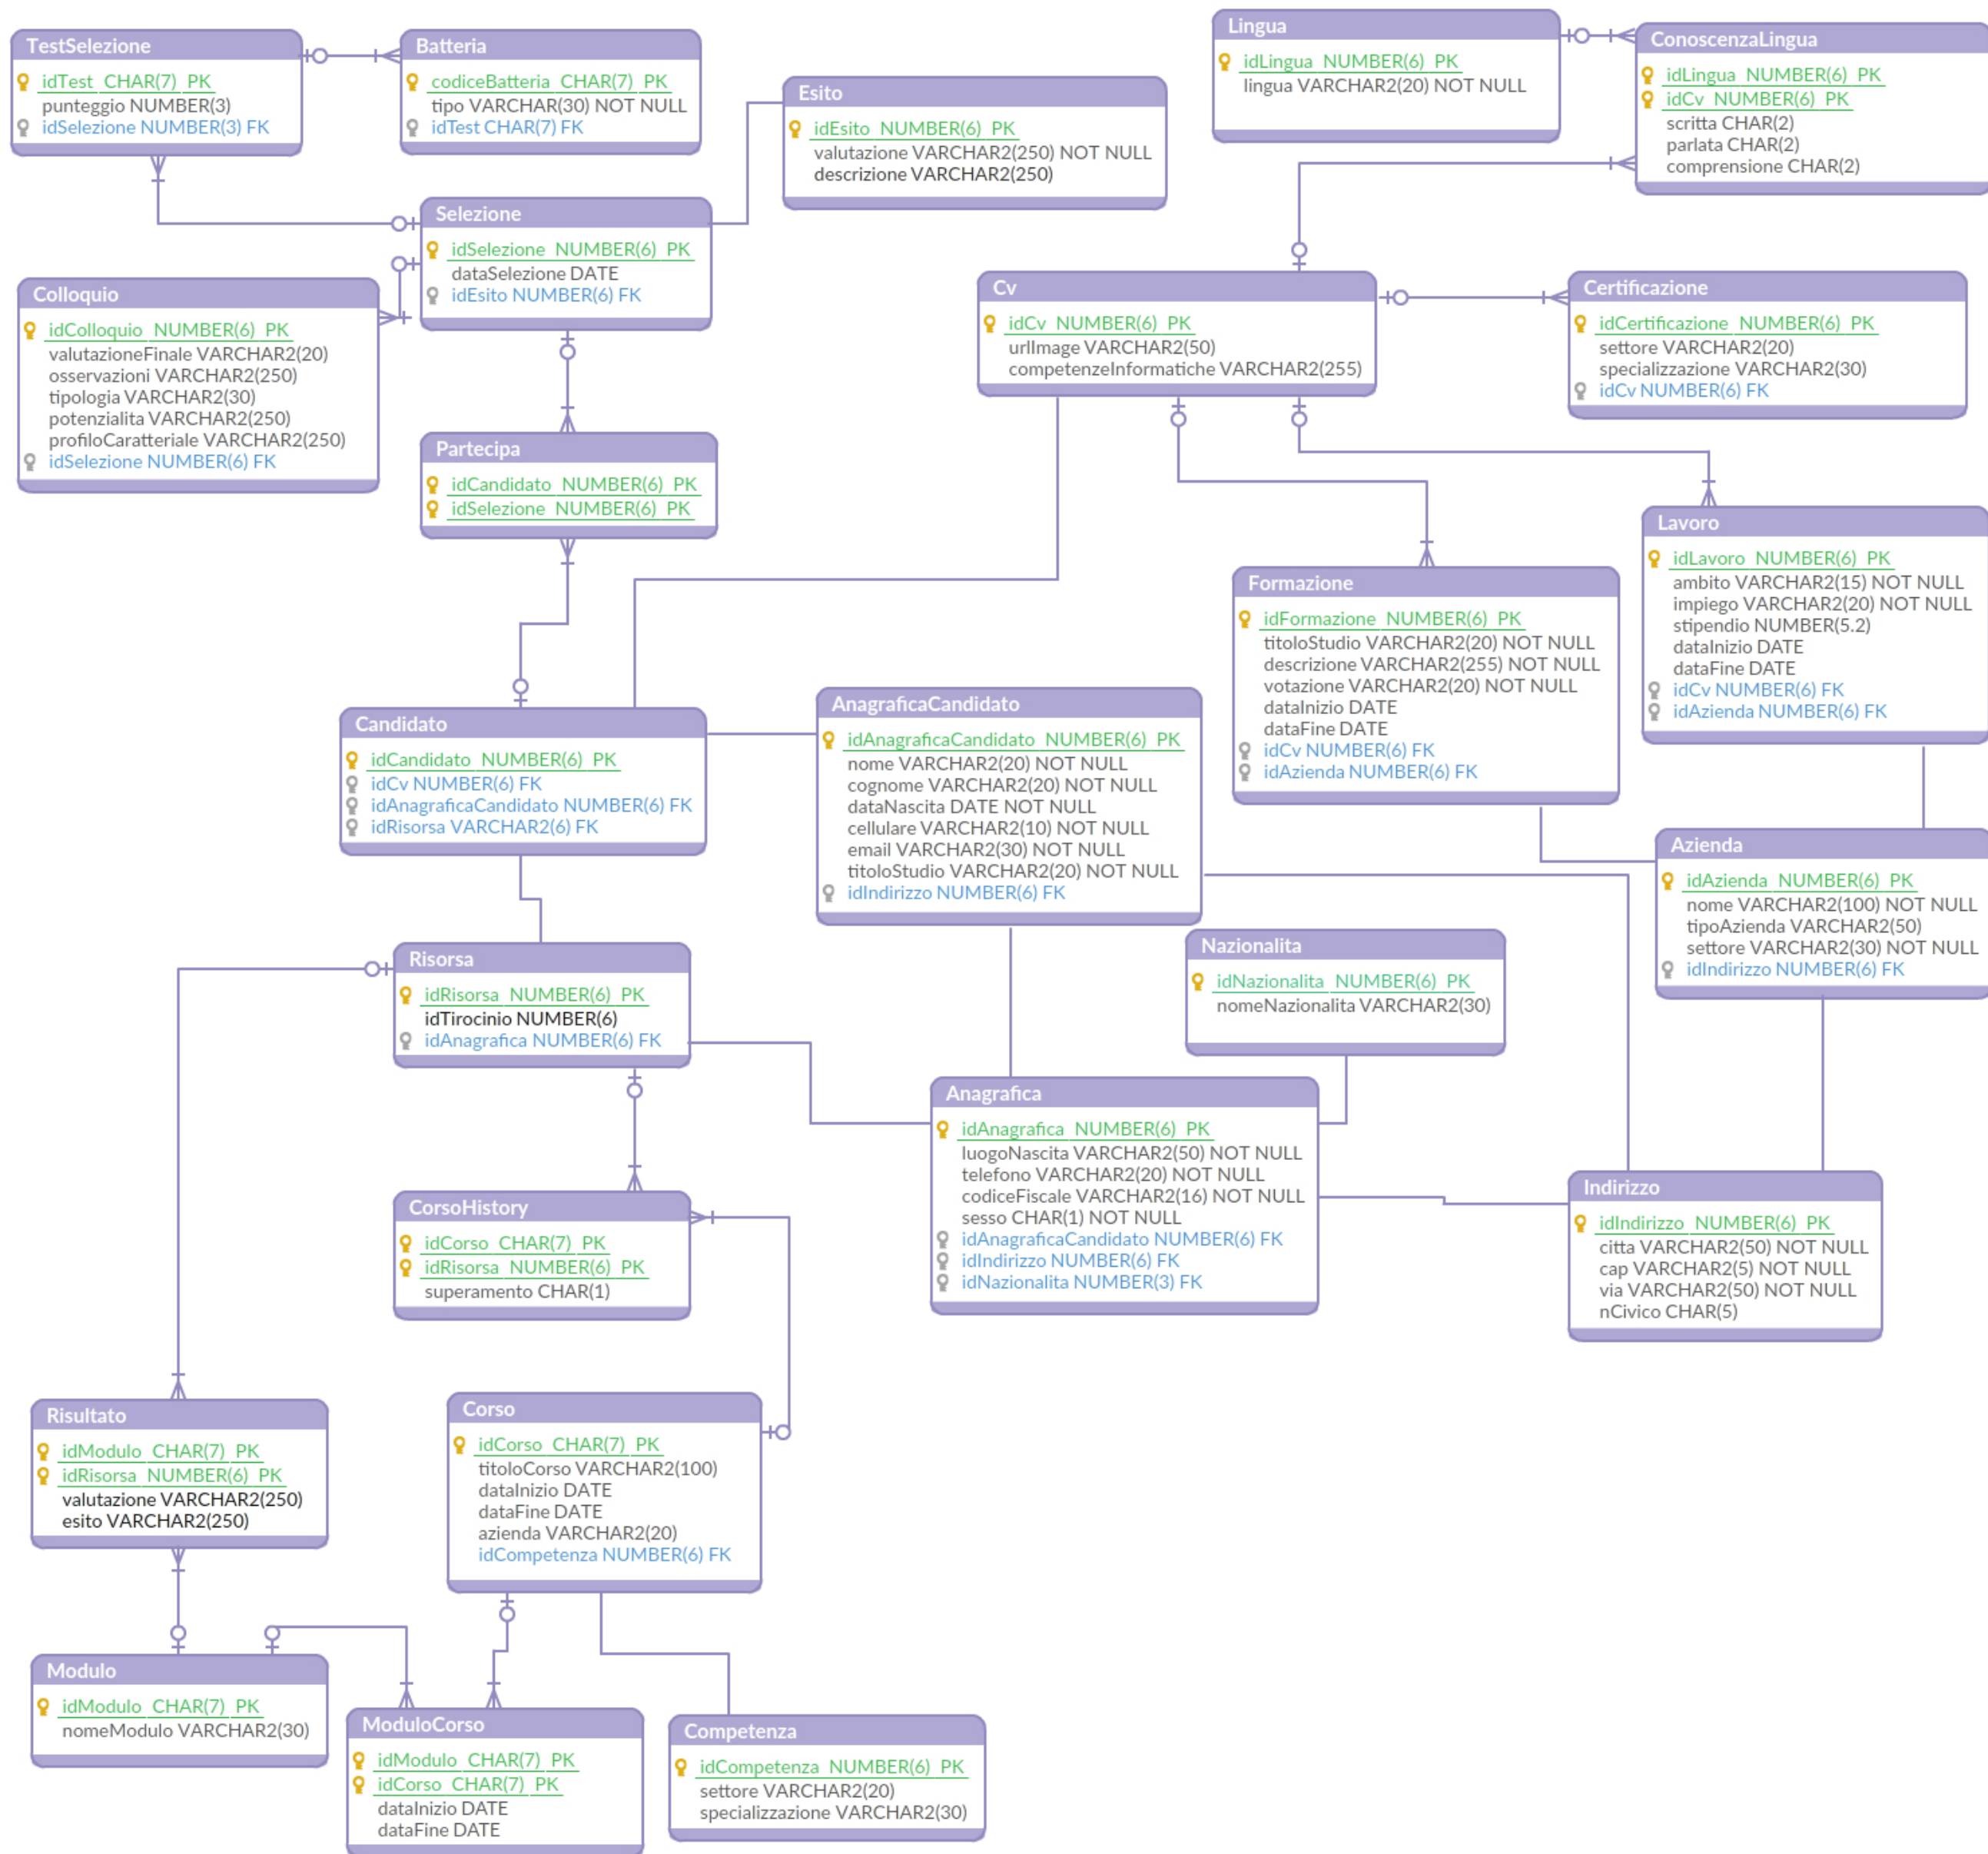 TestSelezione
idTest CHAR(7) PK
punteggio NUMBER(3)
idSelezione NUMBER(3) FK
Batteria
codiceBatteria CHAR(7) PK
tipo VARCHAR(30) NOT NULL
idTest CHAR(7) FK
Esito
idEsito NUMBER(6) PK
valutazione VARCHAR2(250) NOT NULL
descrizione VARCHAR2(250)
Lingua
idLingua NUMBER(6) PK
lingua VARCHAR2(20) NOT NULL
ConoscenzaLingua
idLingua NUMBER(6) PK
idCv NUMBER(6) PK
scritta CHAR(2)
parlata CHAR(2)
comprensione CHAR(2)
Selezione
idSelezione NUMBER(6) PK
dataSelezione DATE
idEsito NUMBER(6) FK
Colloquio
idColloquio NUMBER(6) PK
valutazioneFinale VARCHAR2(20)
osservazioni VARCHAR2(250)
tipologia VARCHAR2(30)
potenzialita VARCHAR2(250)
profiloCaratteriale VARCHAR2(250)
idSelezione NUMBER(6) FK
Cv
idCv NUMBER(6) PK
urlImage VARCHAR2(50)
competenzeInformatiche VARCHAR2(255)
Certificazione
idCertificazione NUMBER(6) PK
settore VARCHAR2(20)
specializzazione VARCHAR2(30)
idCv NUMBER(6) FK
Partecipa
idCandidato NUMBER(6) PK
idSelezione NUMBER(6) PK
Lavoro
idLavoro NUMBER(6) PK
ambito VARCHAR2(15) NOT NULL
impiego VARCHAR2(20) NOT NULL
stipendio NUMBER(5.2)
dataInizio DATE
dataFine DATE
idCv NUMBER(6) FK
idAzienda NUMBER(6) FK
Formazione
idFormazione NUMBER(6) PK
titoloStudio VARCHAR2(20) NOT NULL
descrizione VARCHAR2(255) NOT NULL
votazione VARCHAR2(20) NOT NULL
dataInizio DATE
dataFine DATE
idCv NUMBER(6) FK
idAzienda NUMBER(6) FK
Candidato
idCandidato NUMBER(6) PK
idCv NUMBER(6) FK
idAnagraficaCandidato NUMBER(6) FK
idRisorsa VARCHAR2(6) FK
AnagraficaCandidato
idAnagraficaCandidato NUMBER(6) PK
nome VARCHAR2(20) NOT NULL
cognome VARCHAR2(20) NOT NULL
dataNascita DATE NOT NULL
cellulare VARCHAR2(10) NOT NULL
email VARCHAR2(30) NOT NULL
titoloStudio VARCHAR2(20) NOT NULL
idIndirizzo NUMBER(6) FK
Azienda
idAzienda NUMBER(6) PK
nome VARCHAR2(100) NOT NULL
tipoAzienda VARCHAR2(50)
settore VARCHAR2(30) NOT NULL
idIndirizzo NUMBER(6) FK
Risorsa
idRisorsa NUMBER(6) PK
idTirocinio NUMBER(6)
idAnagrafica NUMBER(6) FK
Nazionalita
idNazionalita NUMBER(6) PK
nomeNazionalita VARCHAR2(30)
Anagrafica
idAnagrafica NUMBER(6) PK
luogoNascita VARCHAR2(50) NOT NULL
telefono VARCHAR2(20) NOT NULL
codiceFiscale VARCHAR2(16) NOT NULL
sesso CHAR(1) NOT NULL
idAnagraficaCandidato NUMBER(6) FK
idIndirizzo NUMBER(6) FK
idNazionalita NUMBER(3) FK
Indirizzo
idIndirizzo NUMBER(6) PK
citta VARCHAR2(50) NOT NULL
cap VARCHAR2(5) NOT NULL
via VARCHAR2(50) NOT NULL
nCivico CHAR(5)
CorsoHistory
idCorso CHAR(7) PK
idRisorsa NUMBER(6) PK
superamento CHAR(1)
Risultato
idModulo CHAR(7) PK
idRisorsa NUMBER(6) PK
valutazione VARCHAR2(250)
esito VARCHAR2(250)
Corso
idCorso CHAR(7) PK
titoloCorso VARCHAR2(100)
dataInizio DATE
dataFine DATE
azienda VARCHAR2(20)
idCompetenza NUMBER(6) FK
Modulo
idModulo CHAR(7) PK
nomeModulo VARCHAR2(30)
ModuloCorso
idModulo CHAR(7) PK
idCorso CHAR(7) PK
dataInizio DATE
dataFine DATE
Competenza
idCompetenza NUMBER(6) PK
settore VARCHAR2(20)
specializzazione VARCHAR2(30)